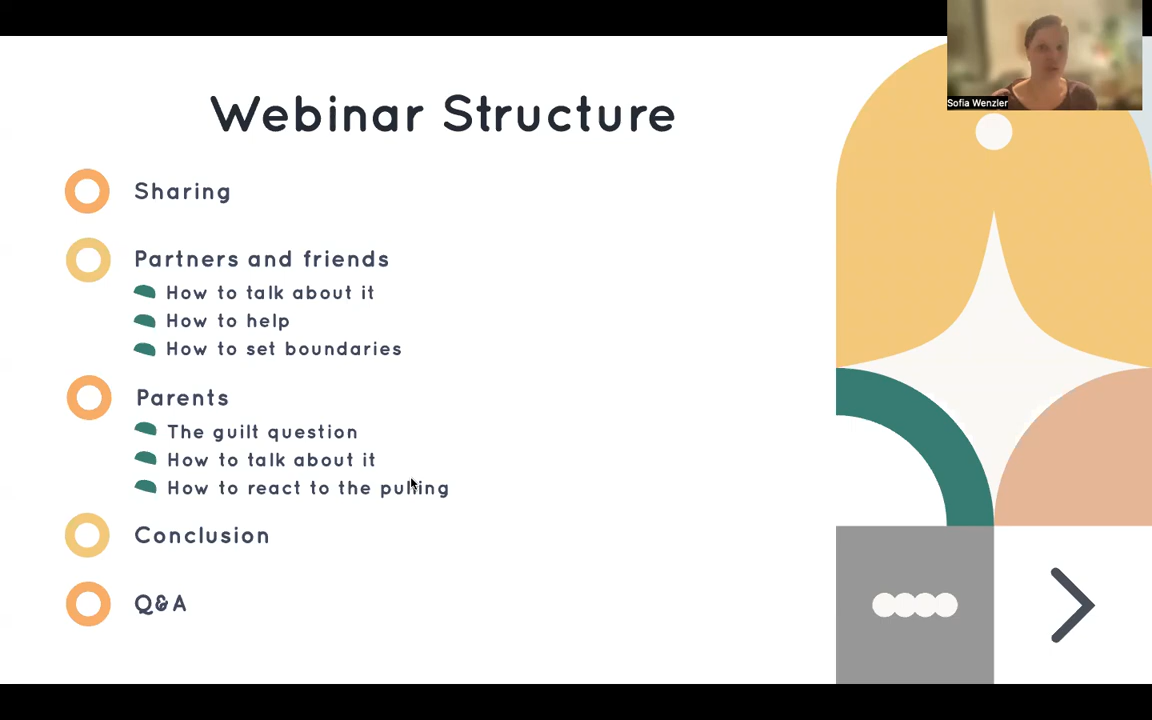 Sofia Wenzler
Webinar Structure
Sharing
Partners and friends
How to talk about it
How to help
How to set boundaries
Parents
The guilt question
How to talk about it
How to react to the pulling
Conclusion
Q&A